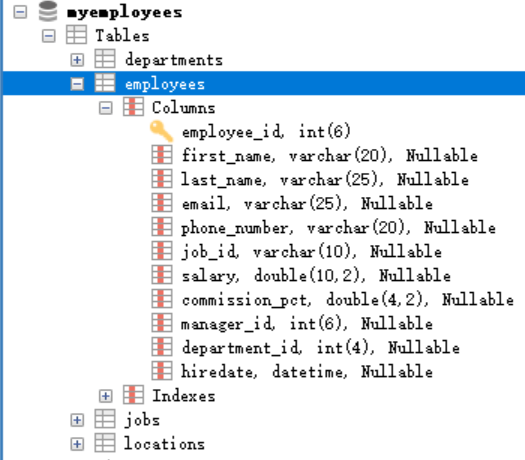 myemployees
Tables
departments
employees
Columns
employee_id, int(6)
first_name, varchar(20), Nullable
last_name, varchar(25), Nullable
email, varchar(25), Nullable
phone_number, varchar(20), Nullable
job_id, varchar(10), Nullable
salary, double(10,2), Nullable
commission_pct, double(4,2), Nullable
manager_id, int(6), Nullable
department_id, int(4), Nullable
hiredate, datetime, Nullable
Indexes
jobs
locations